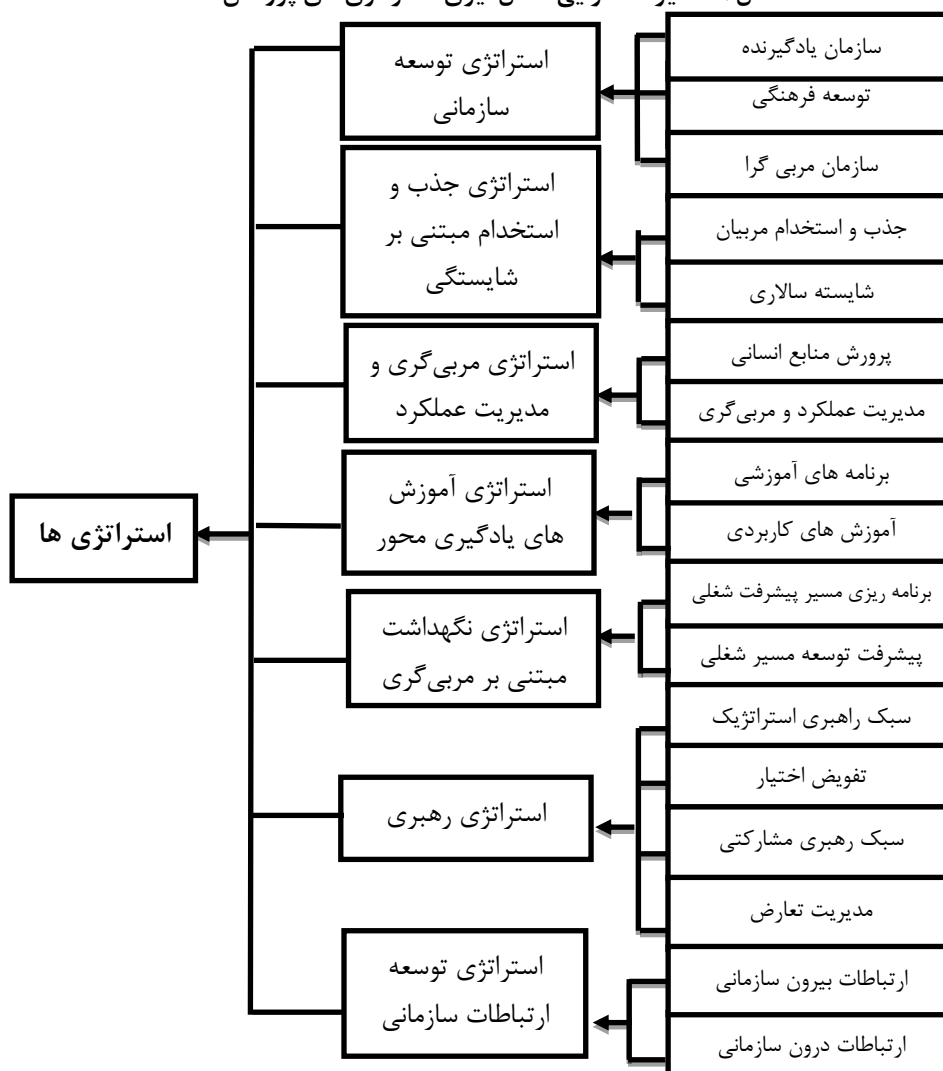 سازمان یادگیرنده
توسعه فرهنگی
سازمان مربی گرا
استراتژی توسعه
سازمانی
جذب و استخدام مربیان
شایسته سالاری
استراتژی جذب و
استخدام مبتنی بر
شایستگی
پرورش منابع انسانی
مدیریت عملکرد و مربی‌گری
استراتژی مربی‌گری و
مدیریت عملکرد
برنامه های آموزشی
آموزش های کاربردی
استراتژی آموزش
های یادگیری محور
برنامه ریزی مسیر پیشرفت شغلی
پیشرفت توسعه مسیر شغلی
استراتژی نگهداشت
مبتنی بر مربی‌گری
سبک راهبری استراتژیک
تفویض اختیار
سبک رهبری مشارکتی
مدیریت تعارض
استراتژی رهبری
ارتباطات بیرون سازمانی
ارتباطات درون سازمانی
استراتژی توسعه
ارتباطات سازمانی
استراتژی ها